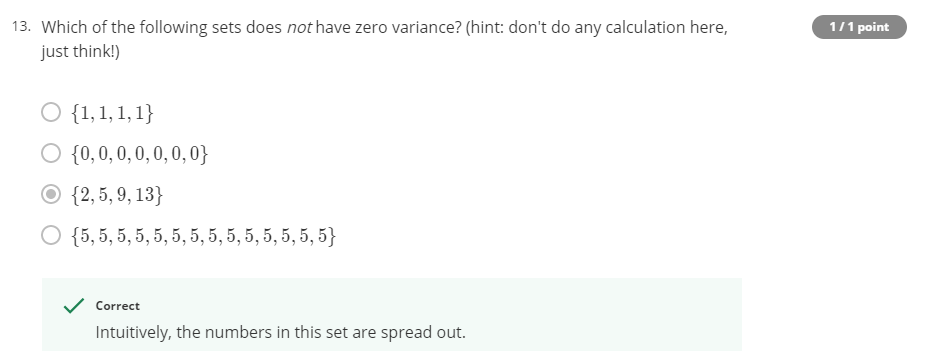 13. Which of the following sets does not have zero variance? (hint: don't do any calculation here, 1 / 1 point
just think!)
{1, 1, 1, 1}
{0, 0, 0, 0, 0, 0, 0}
{2, 5, 9, 13}
{5, 5, 5, 5, 5, 5, 5, 5, 5, 5, 5, 5, 5, 5}
Correct
Intuitively, the numbers in this set are spread out.